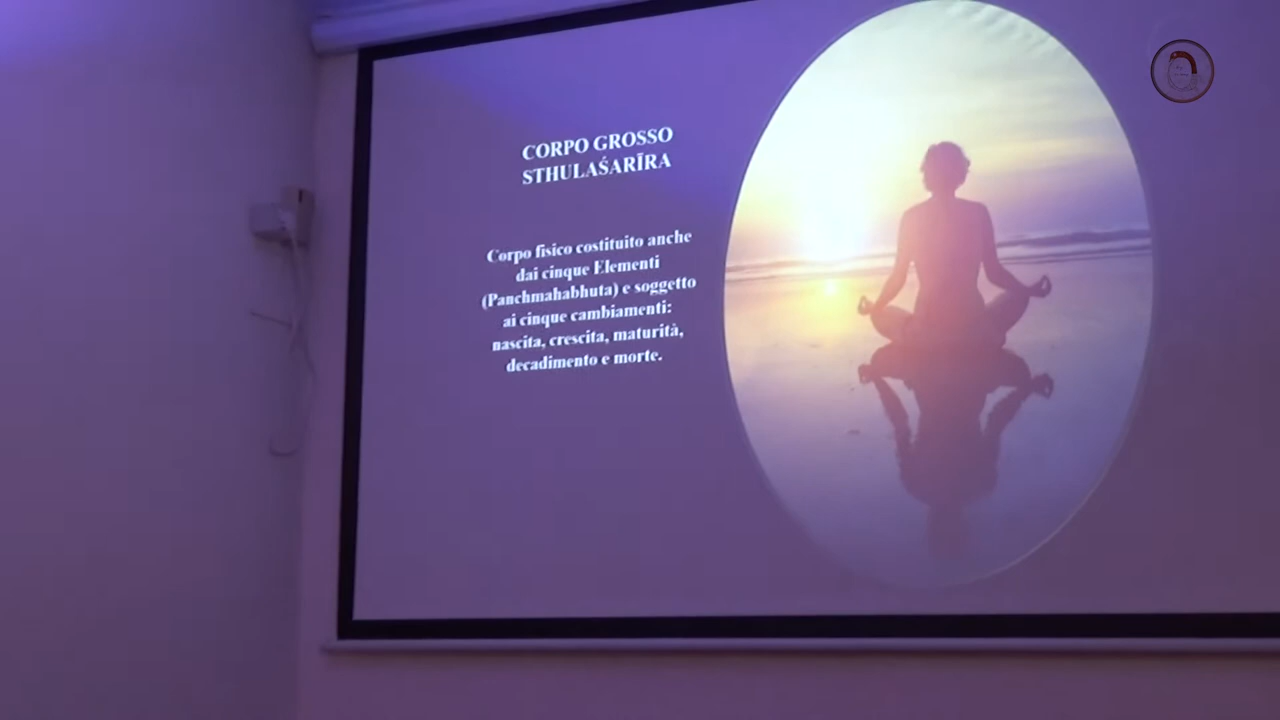 CORPO GROSSO
STHULAŚARĪRA
Corpo fisico costituito anche
dai cinque Elementi
(Panchmahabhuta) e soggetto
ai cinque cambiamenti:
nascita, crescita, maturità,
decadimento e morte.